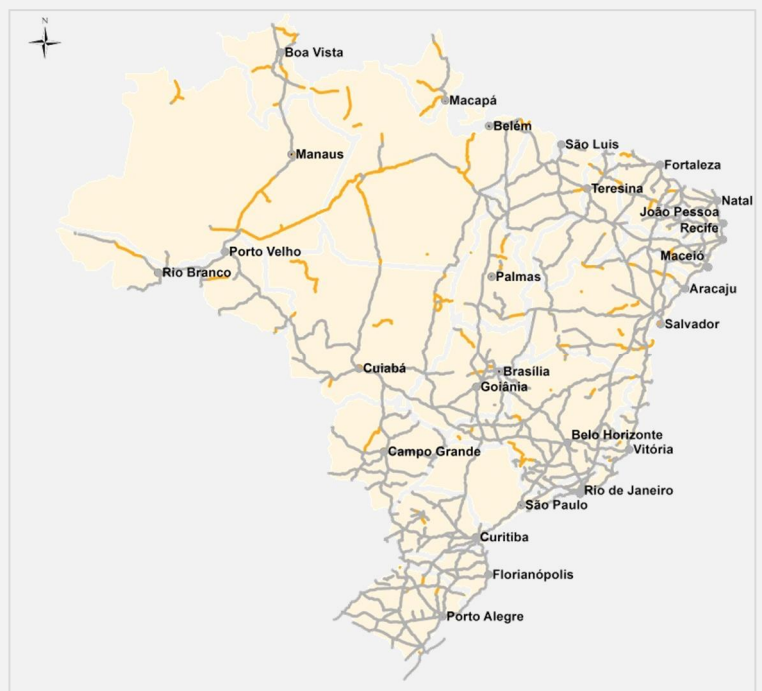 N
Boa Vista
Macapá
Belém
São Luis
Manaus
Fortaleza
Teresina
Natal
João Pessoa
Recife
Porto Velho
Maceió
Rio Branco
Palmas
Aracaju
Salvador
Cuiabá
Brasília
Goiânia
Belo Horizonte
Vitória
Campo Grande
Rio de Janeiro
São Paulo
Curitiba
Florianópolis
Porto Alegre